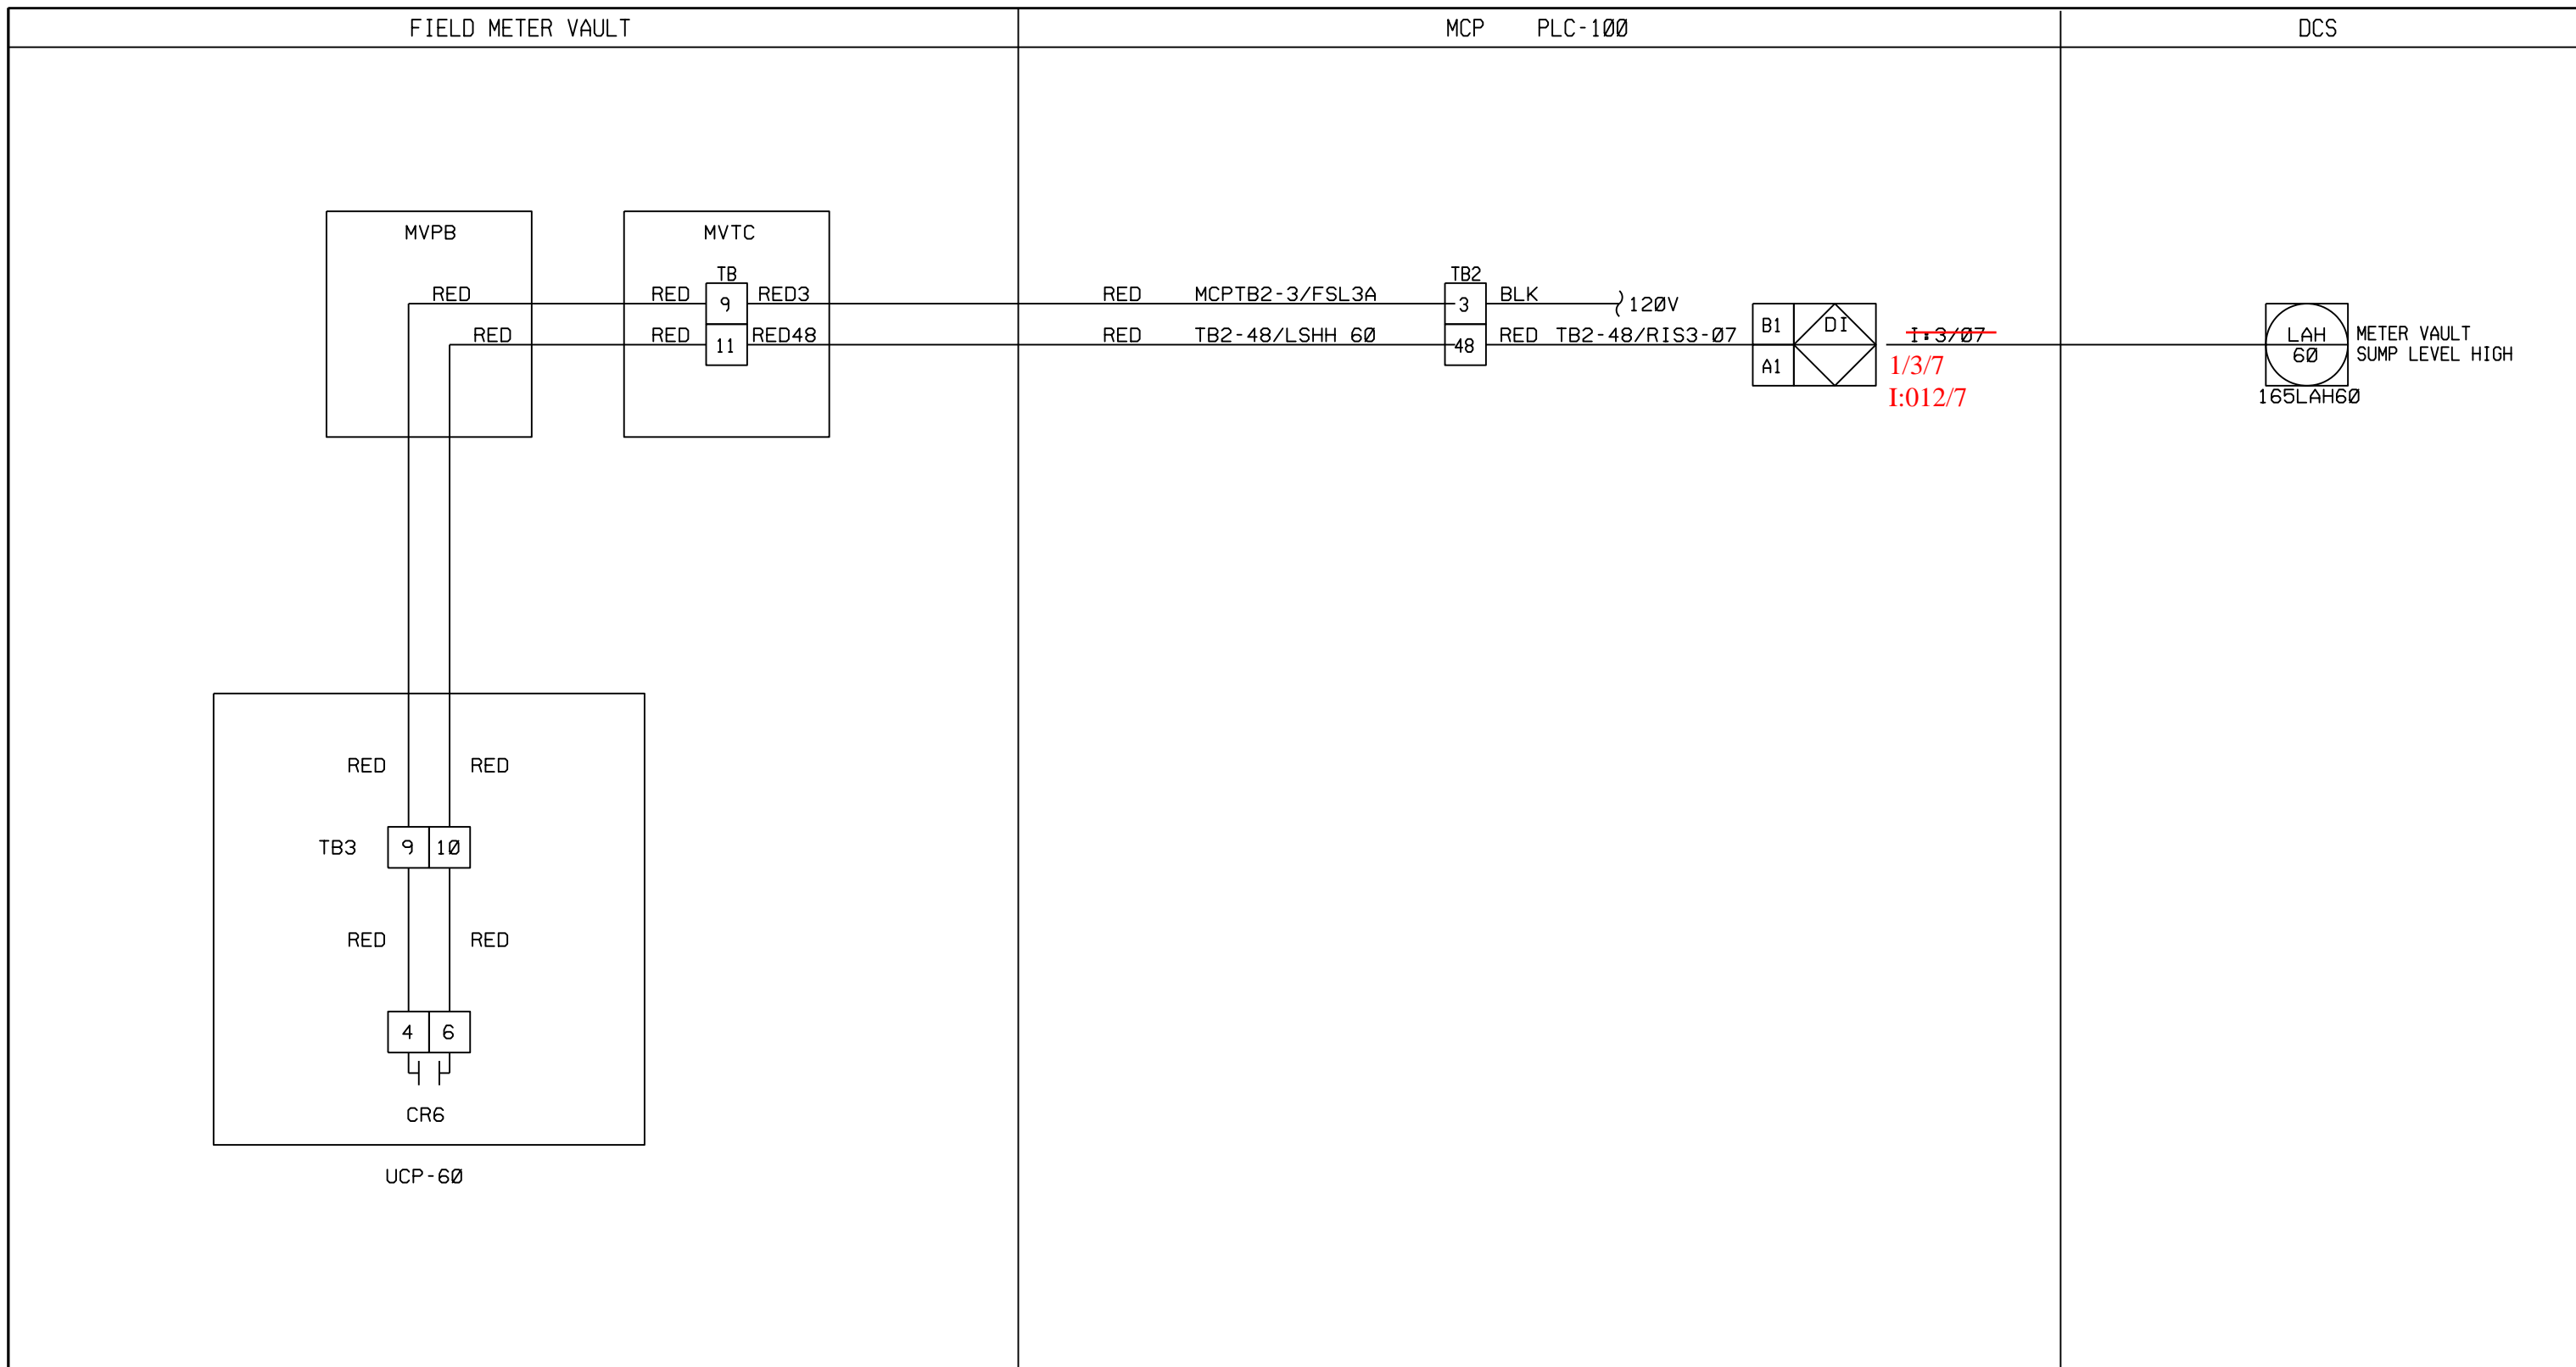 FIELD METER VAULT
MCP PLC-100
DCS
MVPB
MVTC
TB
TB2
RED
RED
9
RED3
RED
MCPTB2-3/FSL3A
3
BLK
120V
RED
RED
11
RED48
RED
TB2-48/LSHH 60
48
RED
TB2-48/RIS3-07
B1
A1
DI
I:3/07
1/3/7
I:012/7
LAH
60
METER VAULT
SUMP LEVEL HIGH
165LAH60
RED
RED
TB3
9
10
RED
RED
4
6
CR6
UCP-60